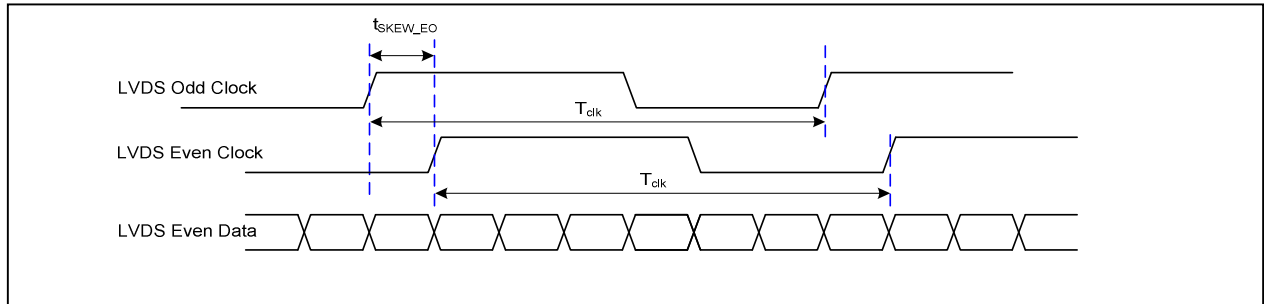 tSKEW_EO
LVDS Odd Clock
Tclk
LVDS Even Clock
Tclk
LVDS Even Data